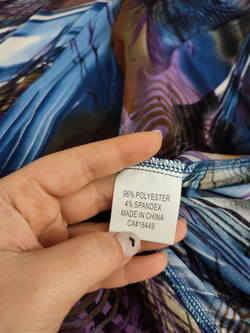 96% POLYESTER
4% SPANDEX
MADE IN CHINA
CA#16449